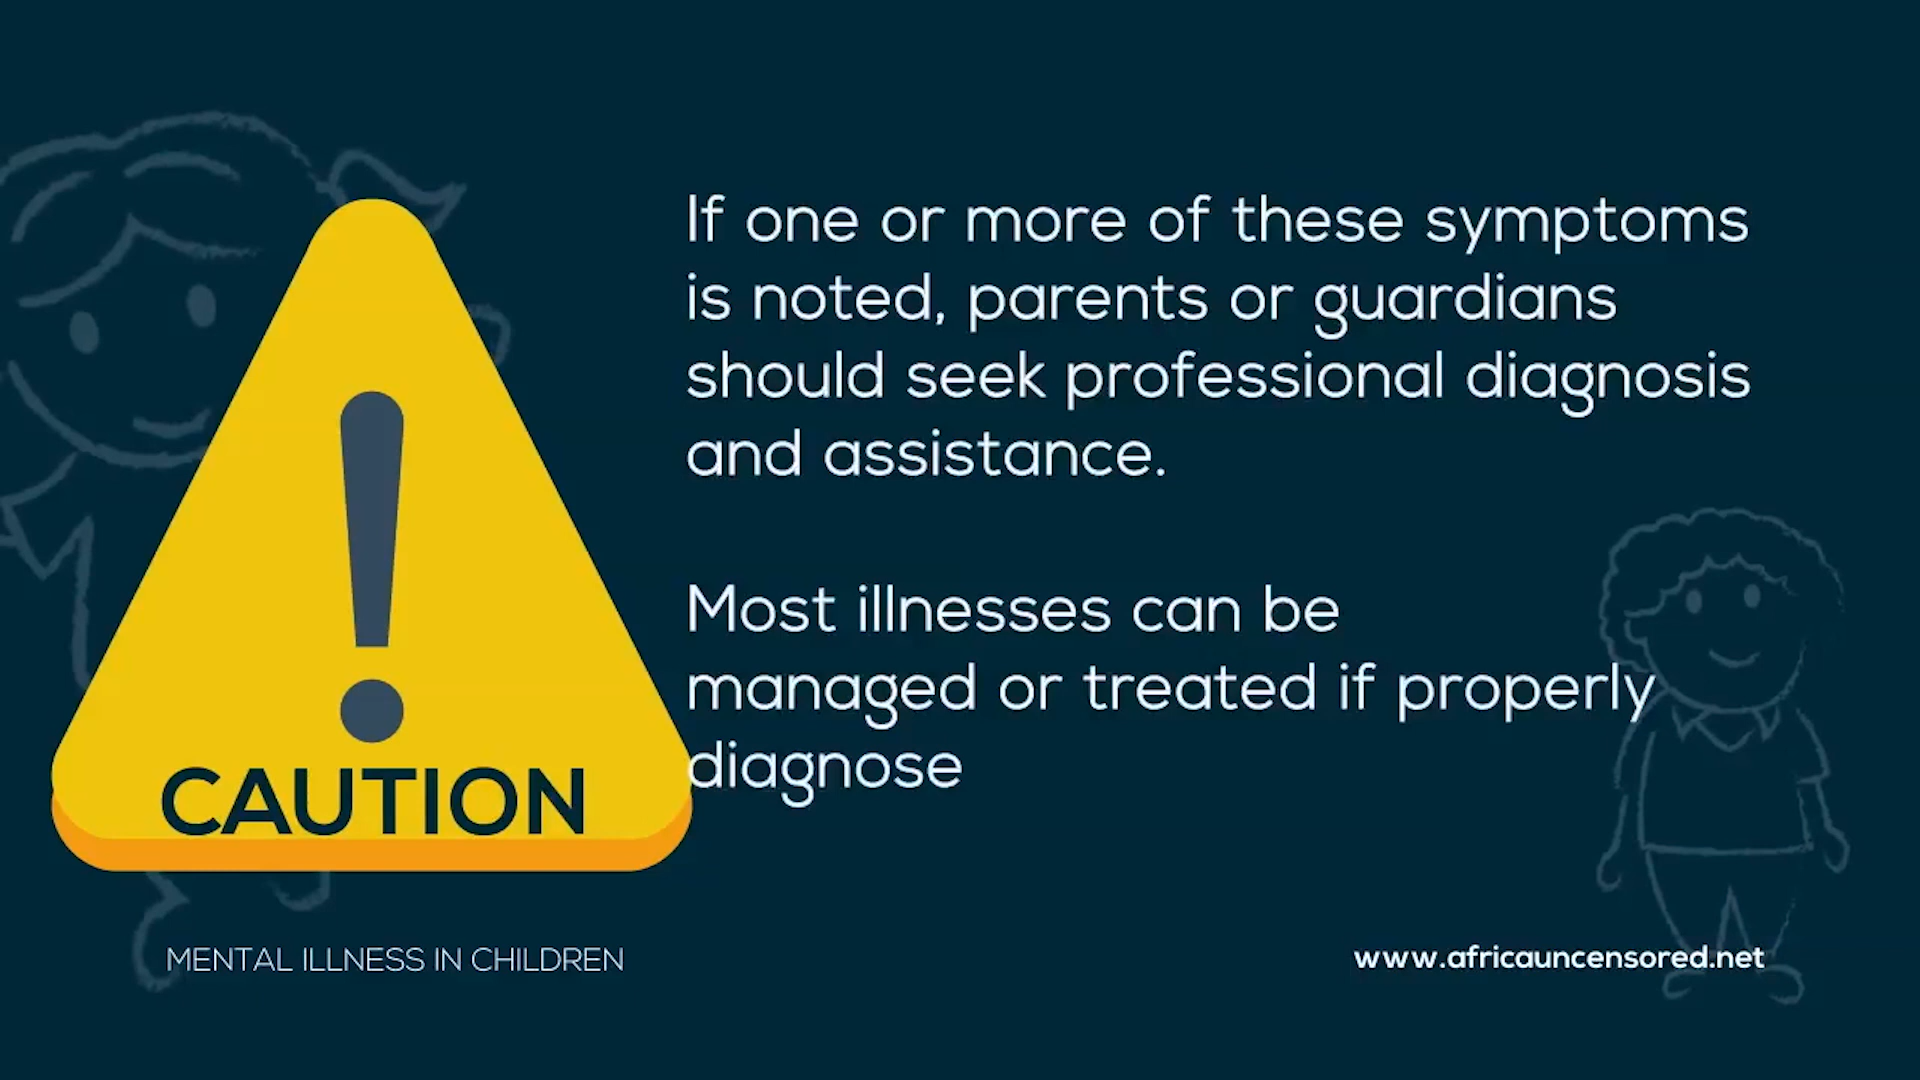 If one or more of these symptoms
is noted, parents or guardians
should seek professional diagnosis
and assistance.
Most illnesses can be
managed or treated if properly
diagnose
CAUTION
MENTAL ILLNESS IN CHILDREN
www.africauncensored.net